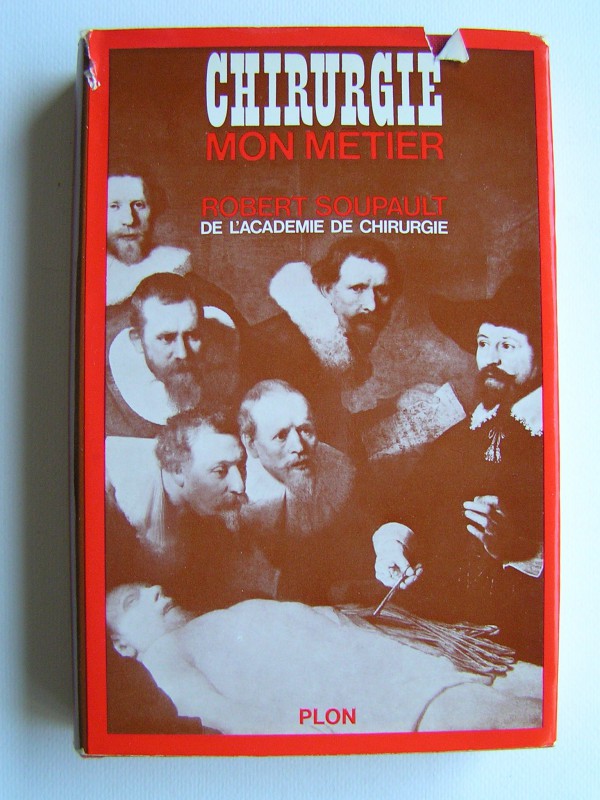 CHIRURGIE
MON METIER
ROBERT SOUPAULT
DE L'ACADEMIE DE CHIRURGIE
PLON